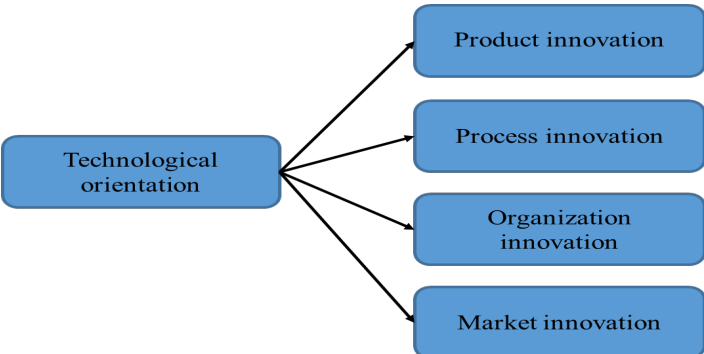 Product innovation
Process innovation
Technological
orientation
Organization
innovation
Market innovation